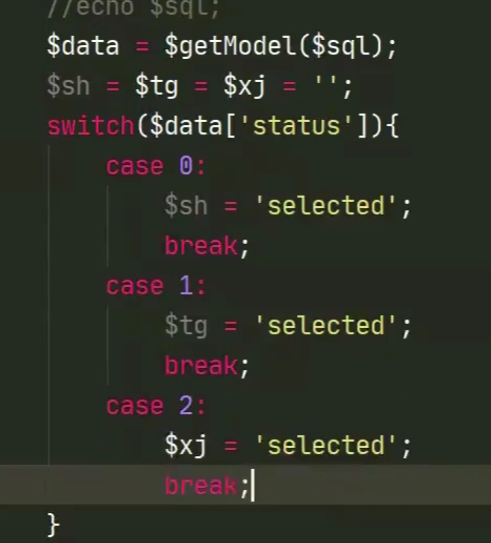 //echo $sql;
$data = $getModel($sql);
$sh = $tg = $xj = '';
switch($data['status']){
case 0:
$sh = 'selected';
break;
case 1:
$tg = 'selected';
break;
case 2:
$xj = 'selected';
break;
}